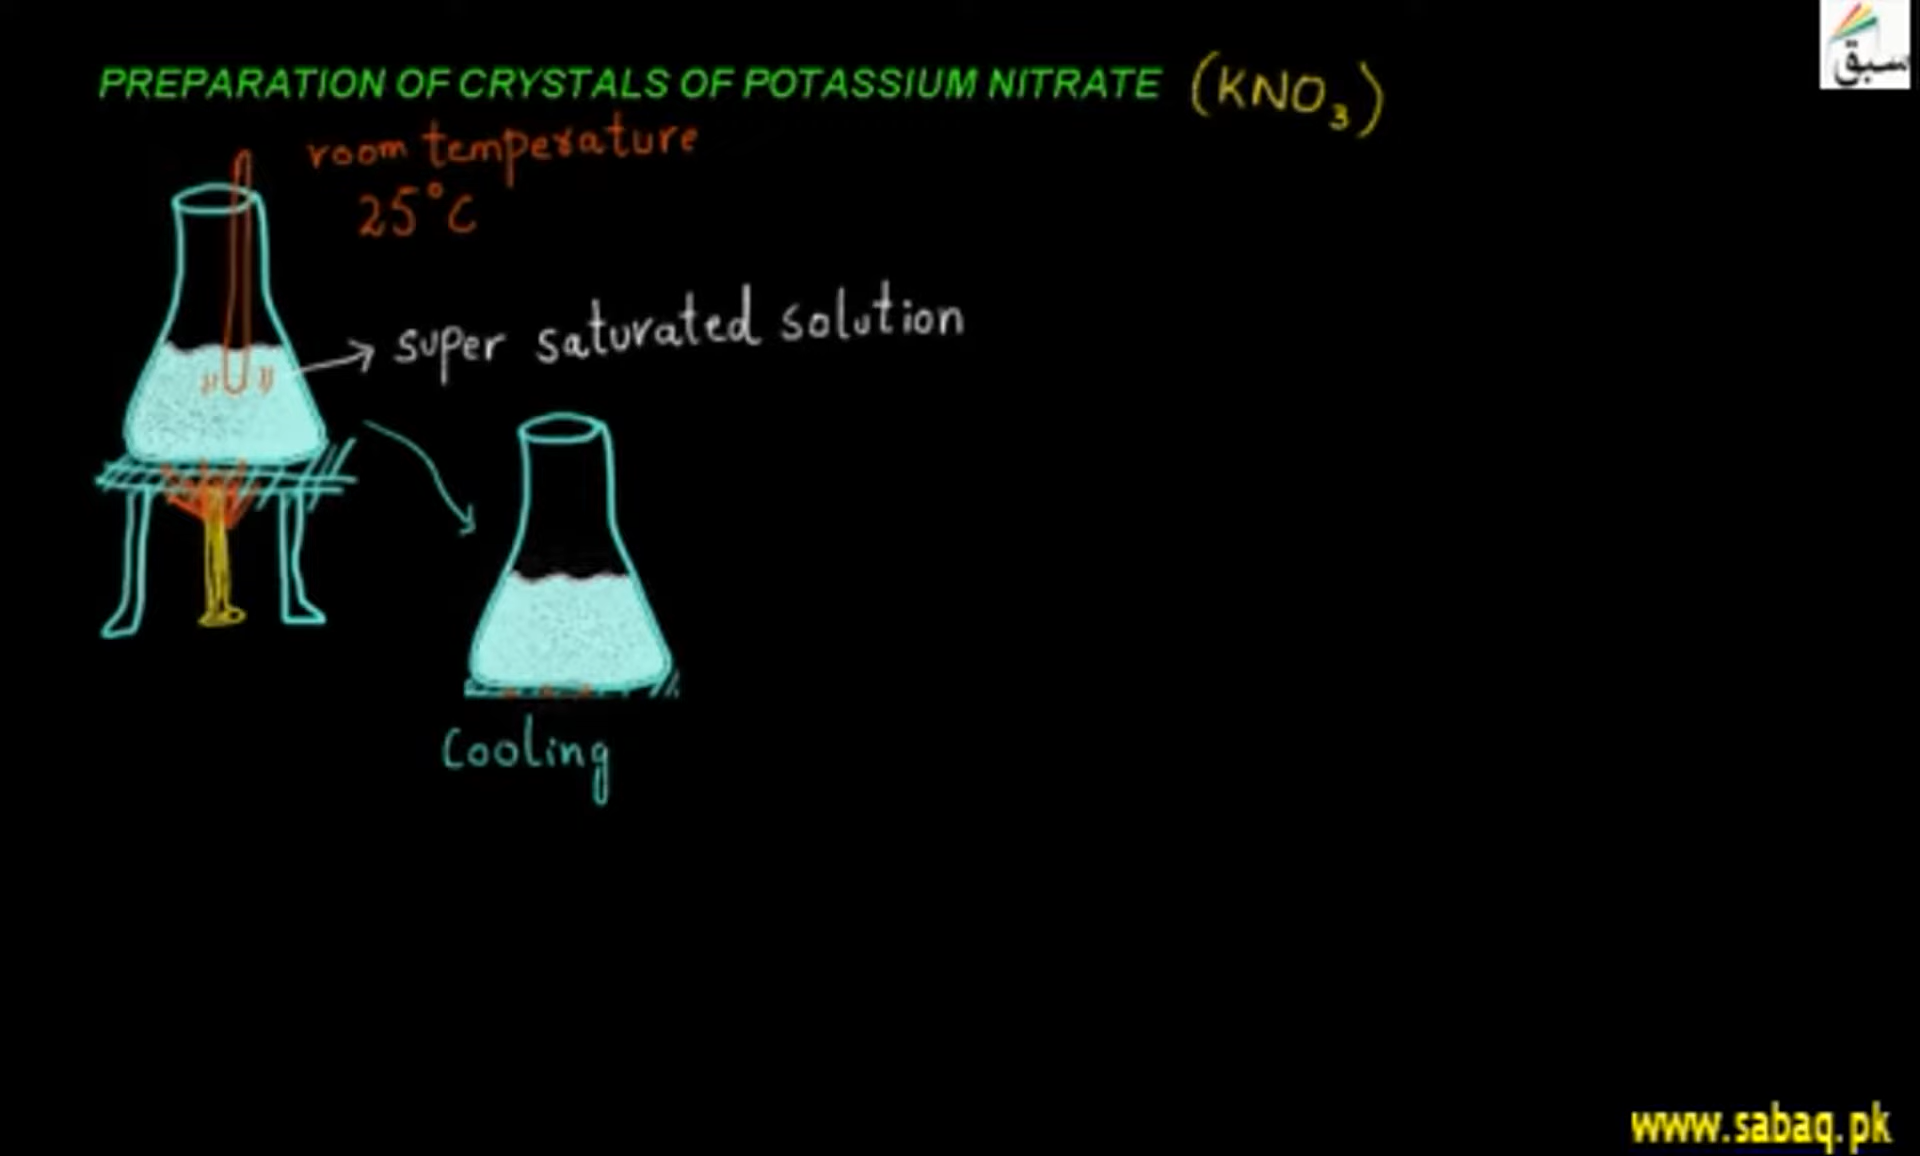 سبق
PREPARATION OF CRYSTALS OF POTASSIUM NITRATE (KNO₃)
room temperature
25°C
super saturated solution
Cooling
www.sabaq.pk